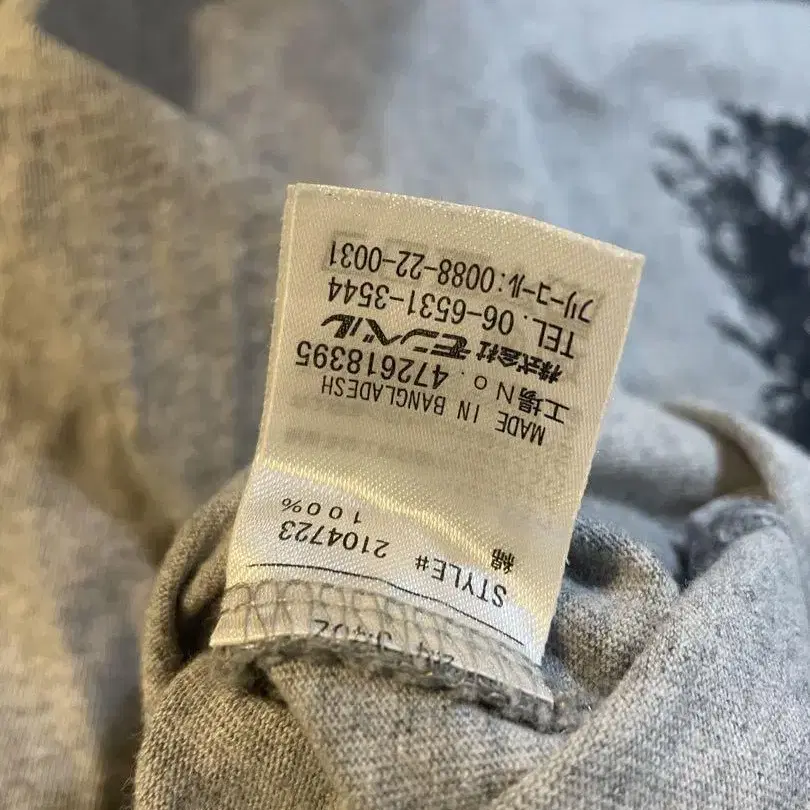 STYLE# 2104723
綿 100%
MADE IN BANGLADESH
工場No. 472618395
株式会社モンベル
TEL. 06-6531-3544
フリーコール:0088-22-0031